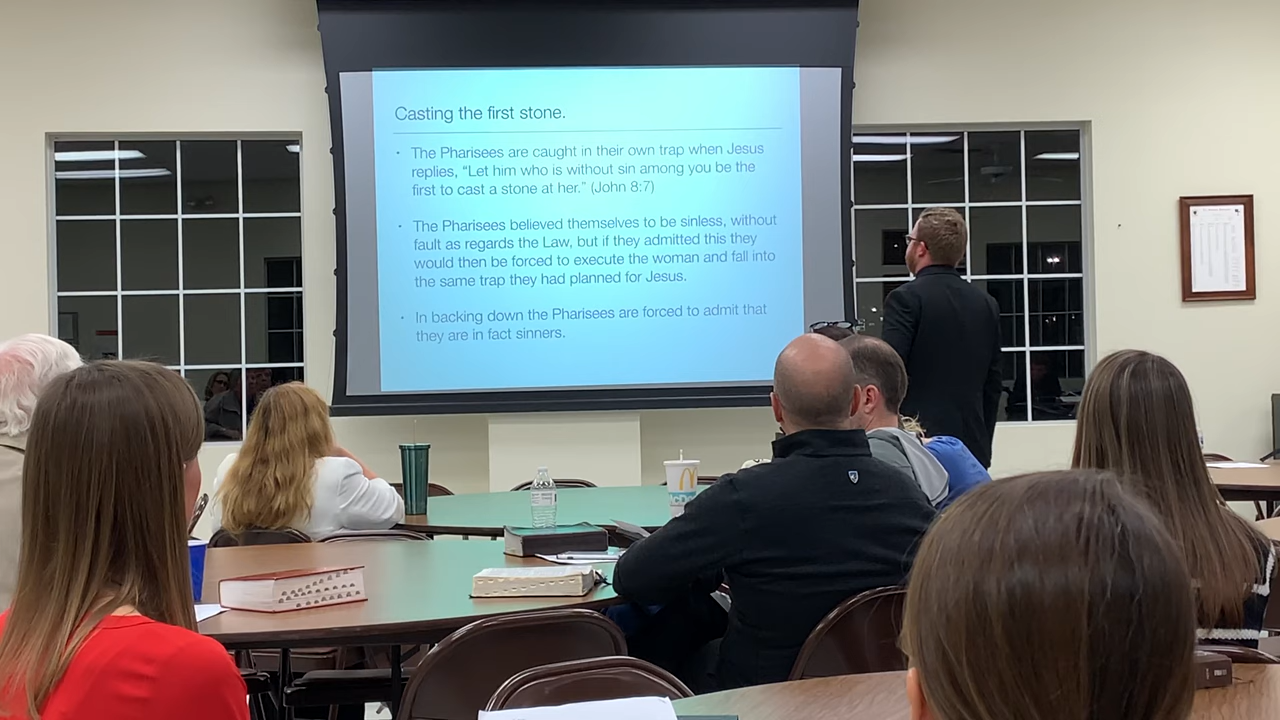 Casting the first stone.
• The Pharisees are caught in their own trap when Jesus
replies, “Let him who is without sin among you be the
first to cast a stone at her.” (John 8:7)
• The Pharisees believed themselves to be sinless, without
fault as regards the Law, but if they admitted this they
would then be forced to execute the woman and fall into
the same trap they had planned for Jesus.
• In backing down the Pharisees are forced to admit that
they are in fact sinners.